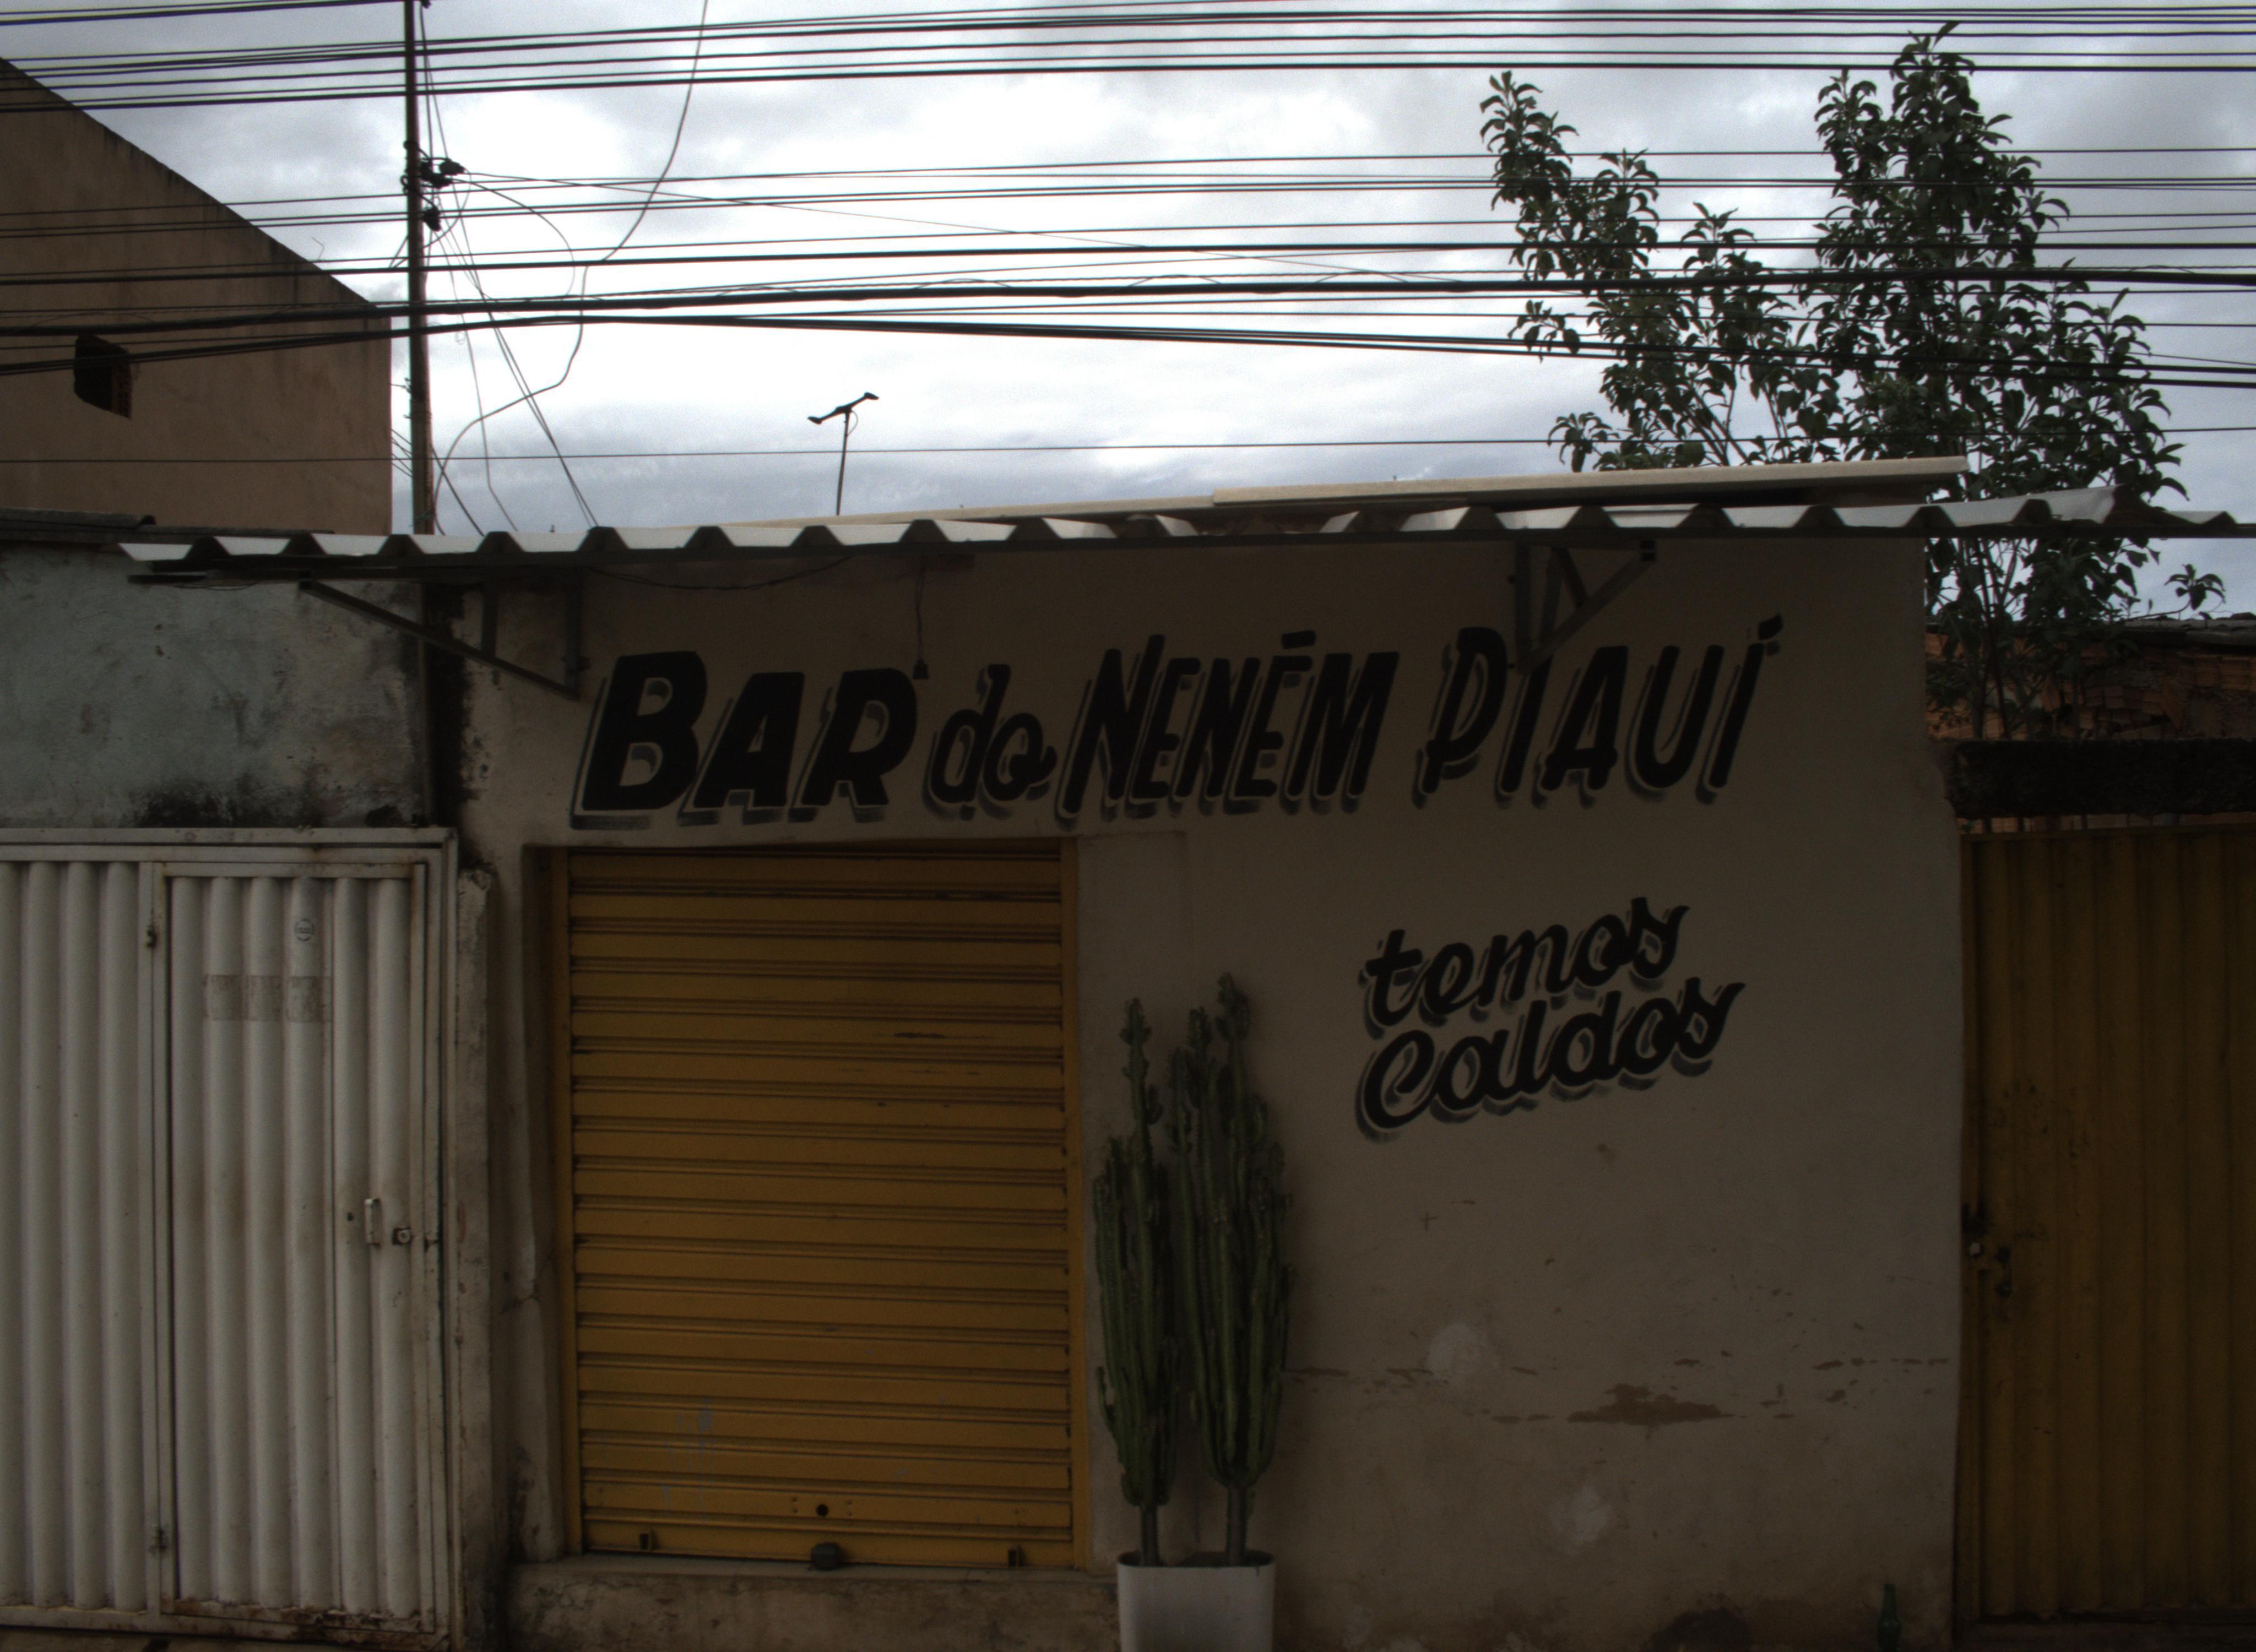 BAR do NENÉM PIAUÍ
temos
Caldos